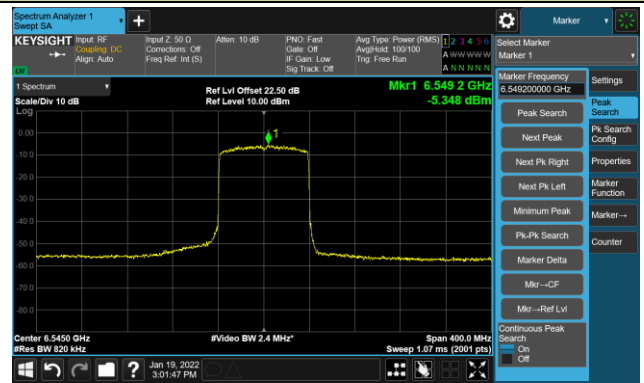 Spectrum Analyzer 1
Swept SA
Marker
KEYSIGHT
Input: RF
Coupling: DC
Align: Auto
Input Z: 50 Ω
Corrections: Off
Freq Ref: Int (S)
Atten: 10 dB
PNO: Fast
Gate: Off
IF Gain: Low
Sig Track: Off
Avg Type: Power (RMS)
Avg|Hold: 100/100
Trig: Free Run
1 2 3 4 5 6
A W W W W W
A N N N N N
LW
Select Marker
Marker 1
1 Spectrum
Scale/Div 10 dB
Ref Lvl Offset 22.50 dB
Ref Level 10.00 dBm
Mkr1 6.549 2 GHz
-5.348 dBm
Log
0.00
-10.0
-20.0
-30.0
-40.0
-50.0
-60.0
-70.0
-80.0
1
Center 6.5450 GHz
#Res BW 820 kHz
#Video BW 2.4 MHz*
Span 400.0 MHz
Sweep 1.07 ms (2001 pts)
Marker Frequency
6.549200000 GHz
Peak Search
Next Peak
Next Pk Right
Next Pk Left
Minimum Peak
Pk-Pk Search
Marker Delta
Mkr→CF
Mkr→Ref Lvl
Continuous Peak
Search
On
Off
Settings
Peak
Search
Pk Search
Config
Properties
Marker
Function
Marker→
Counter
?
Jan 19, 2022
3:01:47 PM